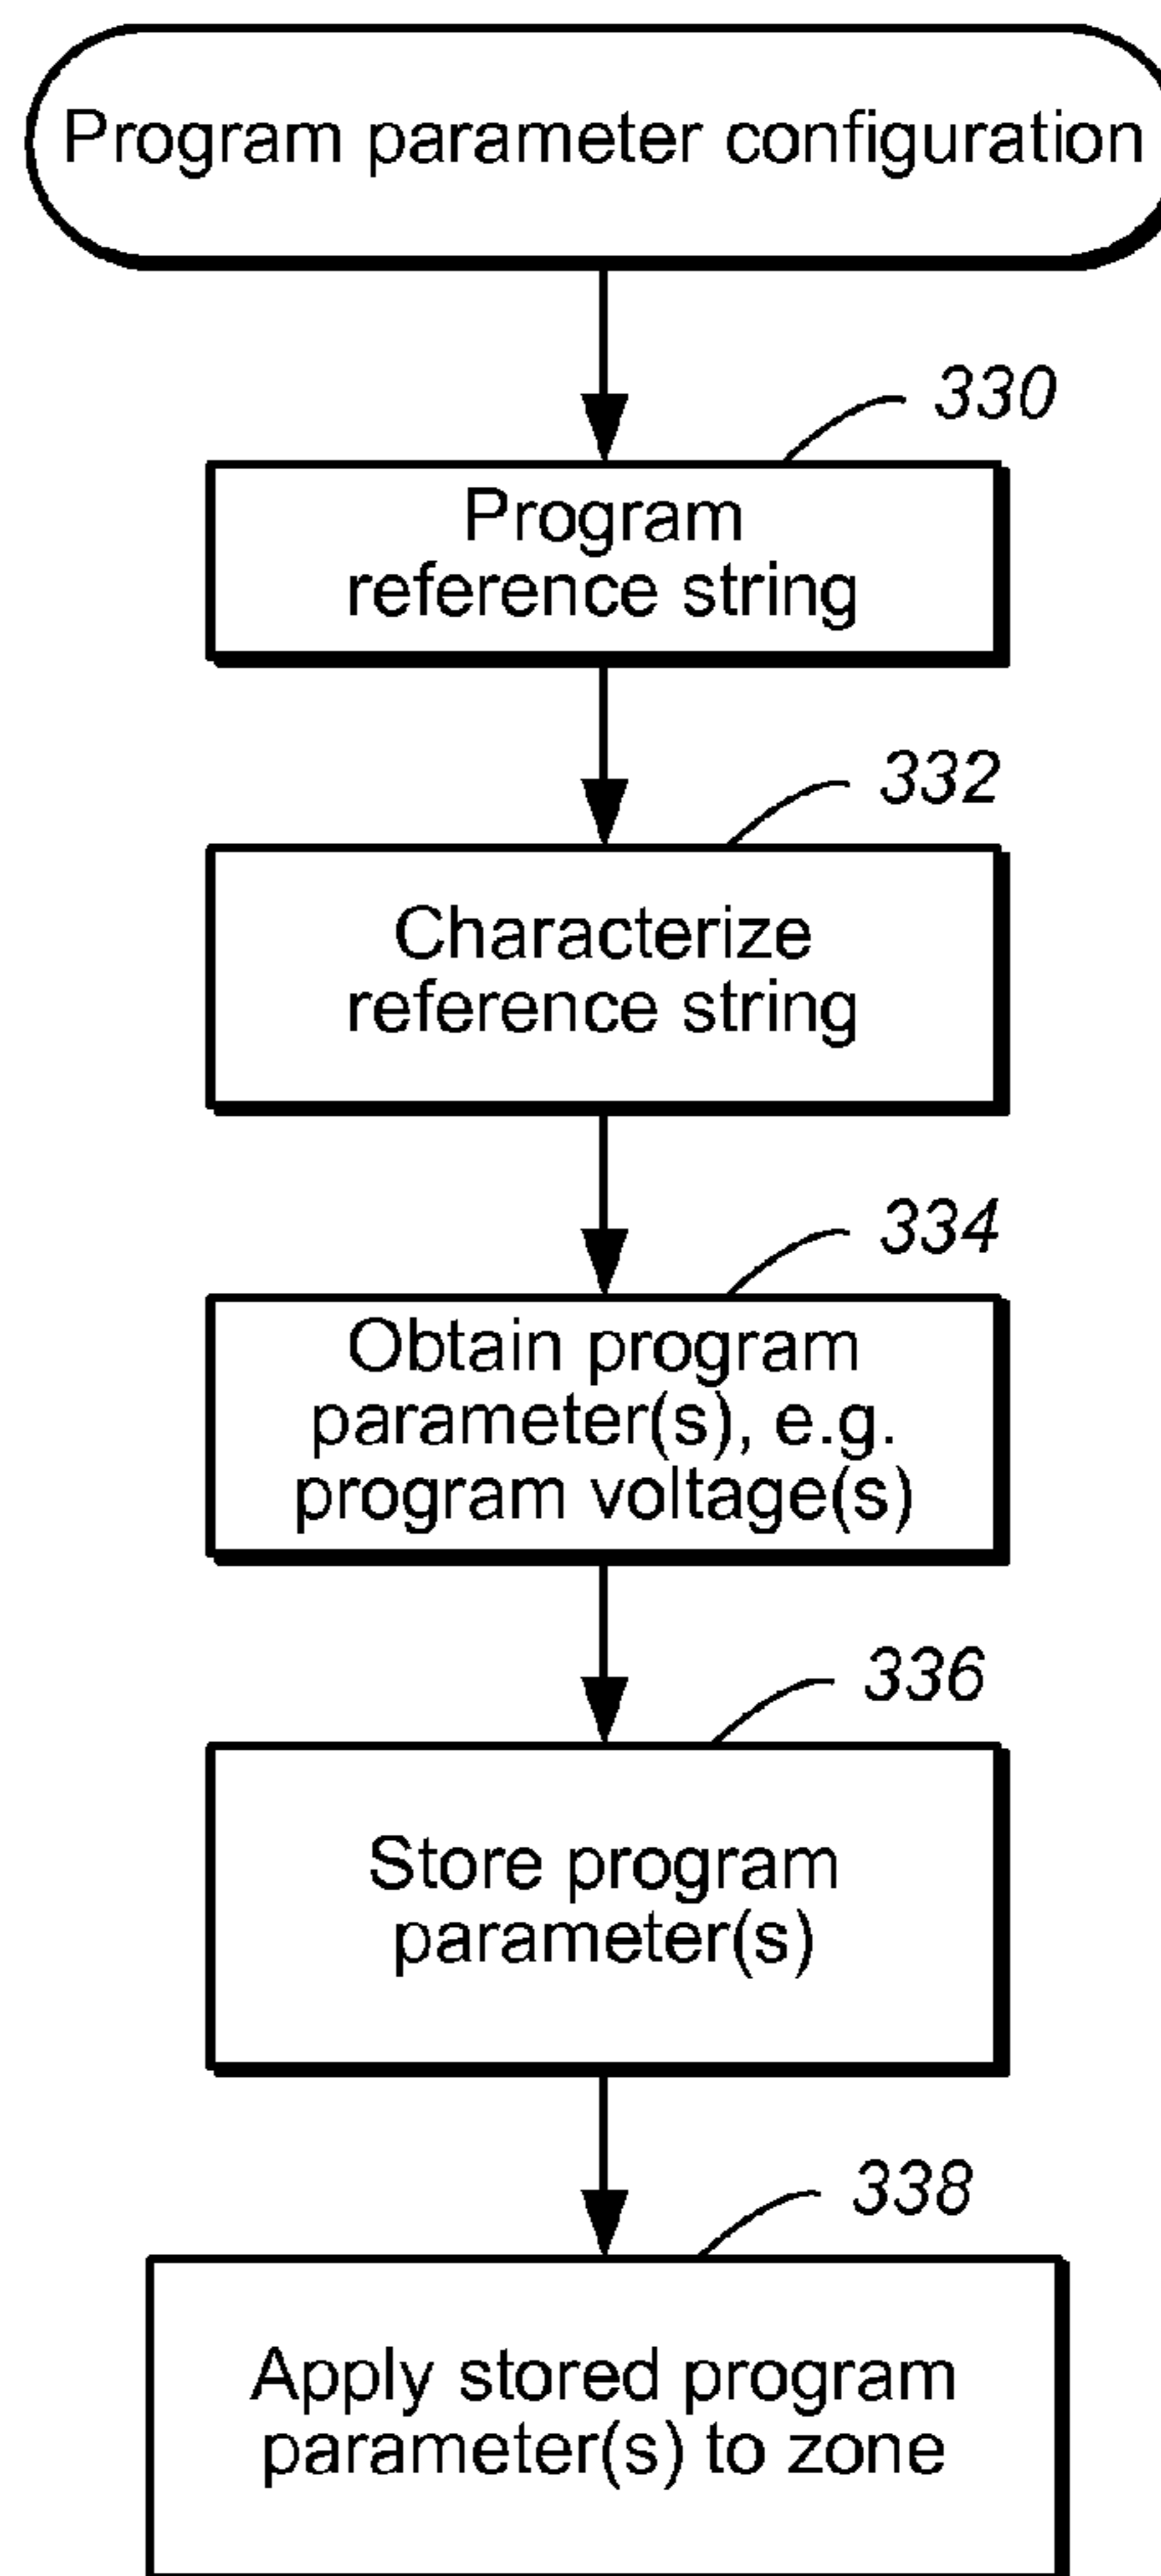 Program parameter configuration
330
Program
reference string
332
Characterize
reference string
334
Obtain program
parameter(s), e.g.
program voltage(s)
336
Store program
parameter(s)
338
Apply stored program
parameter(s) to zone